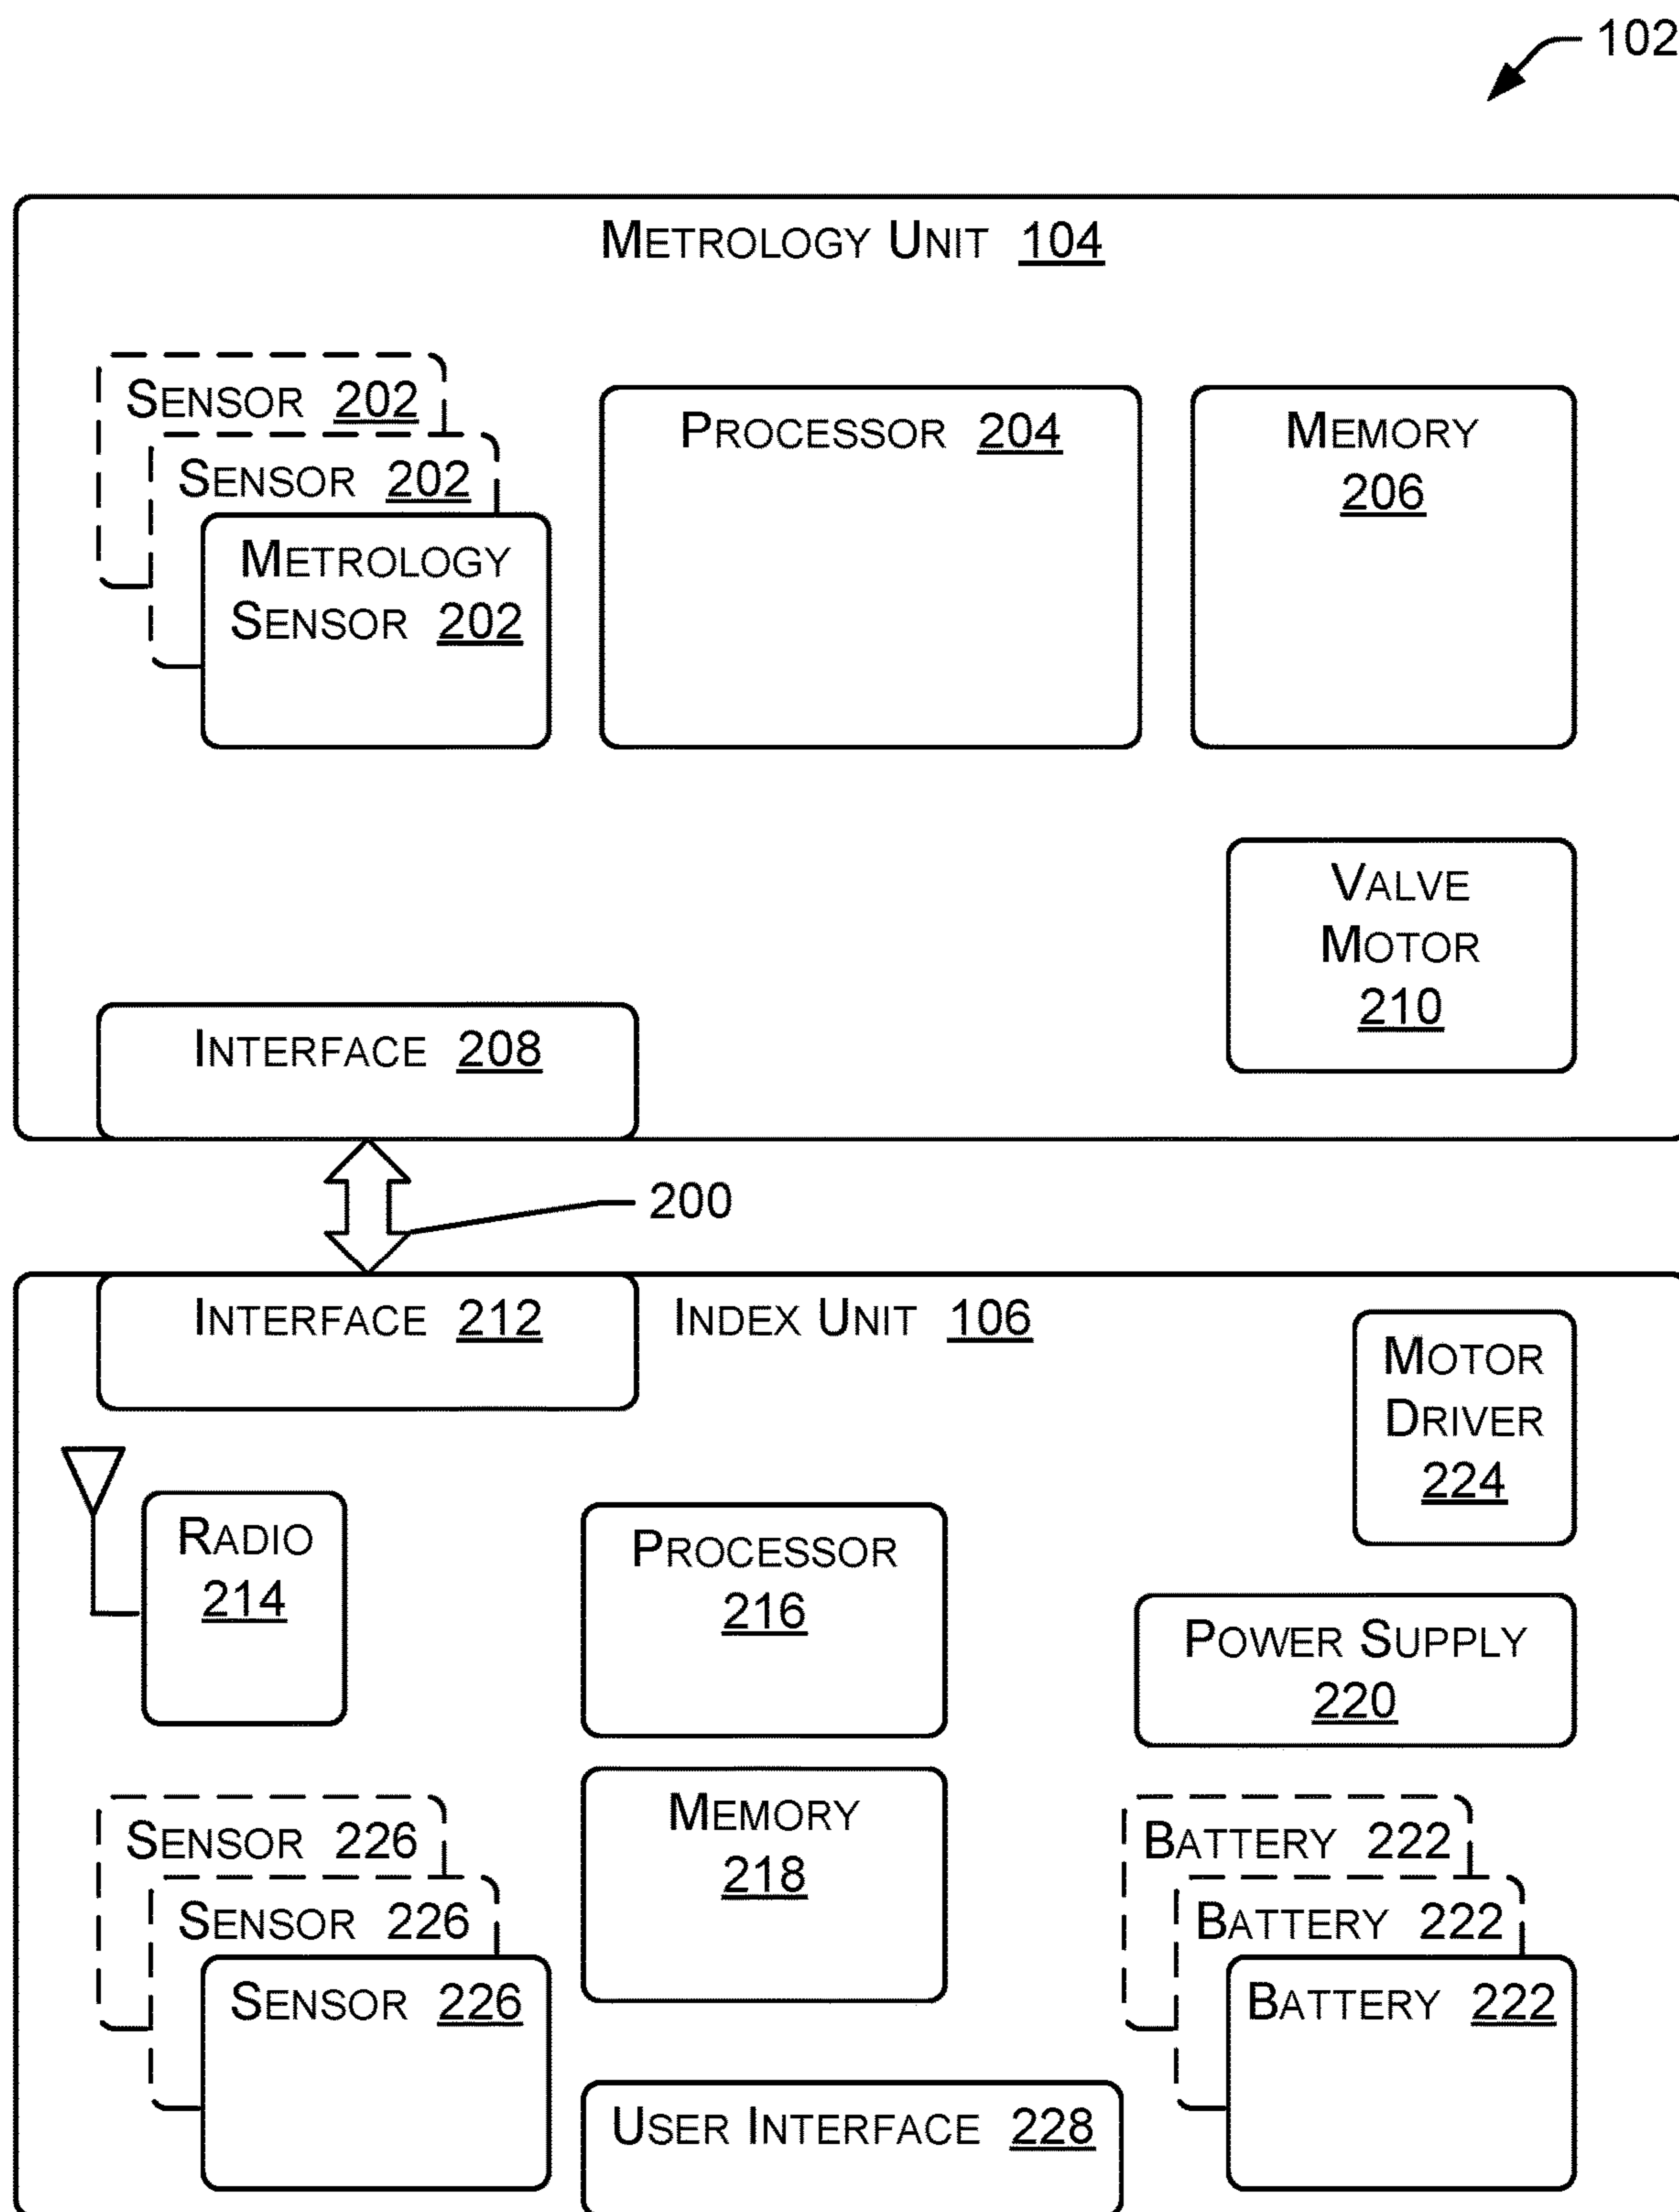 102
METROLOGY UNIT 104
SENSOR 202
SENSOR 202
METROLOGY
SENSOR 202
PROCESSOR 204
MEMORY
206
VALVE
MOTOR
210
INTERFACE 208
200
INTERFACE 212
INDEX UNIT 106
MOTOR
DRIVER
224
RADIO
214
PROCESSOR
216
POWER SUPPLY
220
SENSOR 226
SENSOR 226
SENSOR 226
MEMORY
218
BATTERY 222
BATTERY 222
BATTERY 222
USER INTERFACE 228